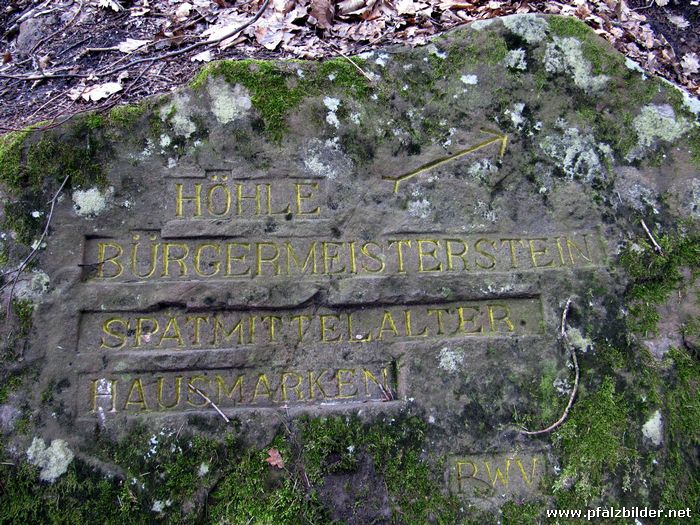 HÖHLE
BÜRGERMEISTERSTEIN
SPÄTMITTELALTER.
HAUSMARKEN
RWV
www.pfalzbilder.net